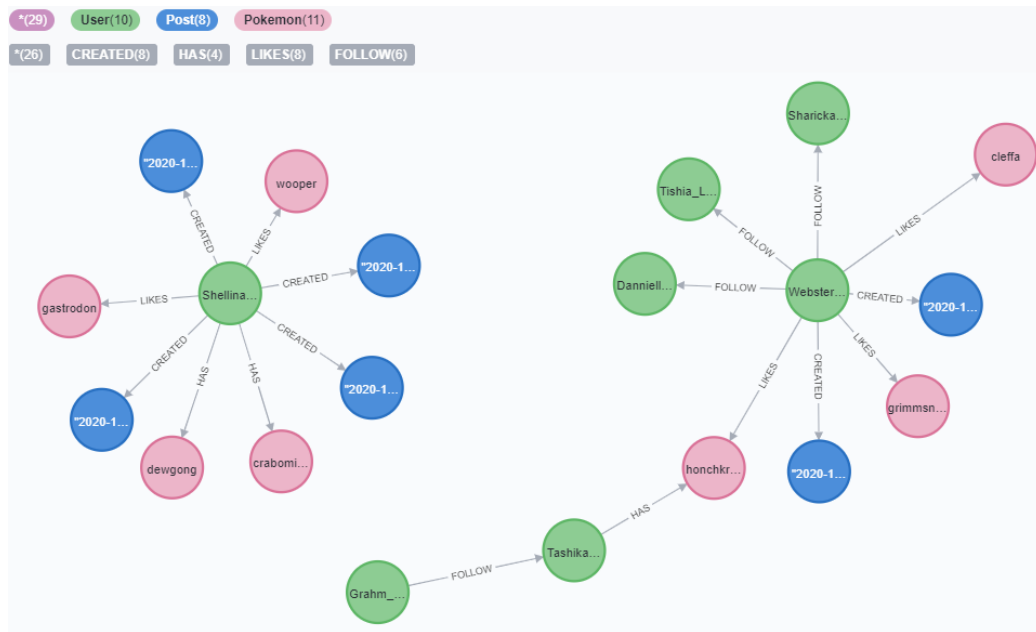 *(29) User(10) Post(8) Pokemon(11)
*(26) CREATED(8) HAS(4) LIKES(8) FOLLOW(6)
Sharicka...
"2020-1...
cleffa
wooper
Tishia_L...
CREATED
FOLLOW
LIKES
LIKES
FOLLOW
"2020-1...
CREATED
Shellina...
Danniell...
FOLLOW
Webster...
CREATED
"2020-1...
gastrodon
LIKES
CREATED
CREATED
LIKES
HAS
HAS
LIKES
CREATED
"2020-1...
grimmsn...
"2020-1...
dewgong
crabomi...
honchkr...
"2020-1...
HAS
Tashika...
FOLLOW
Grahm_...